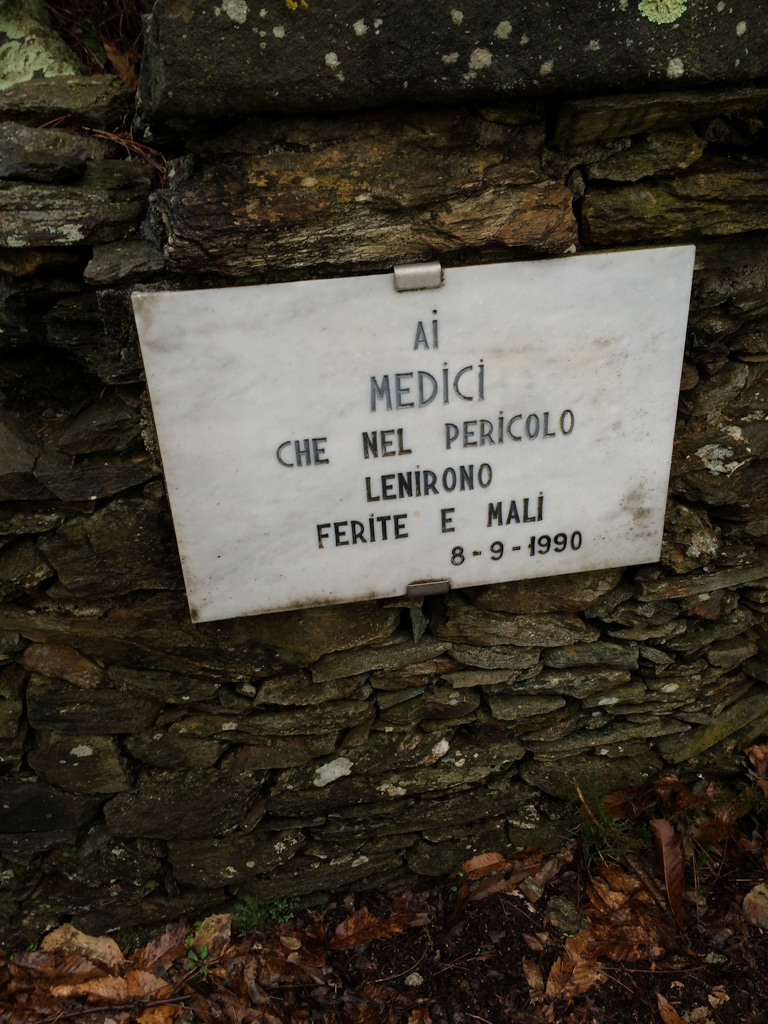 Ai
MEDiCi
CHE NEL PERiCOLO
LENiRONO
FERiTE E MALi
8-9-1990